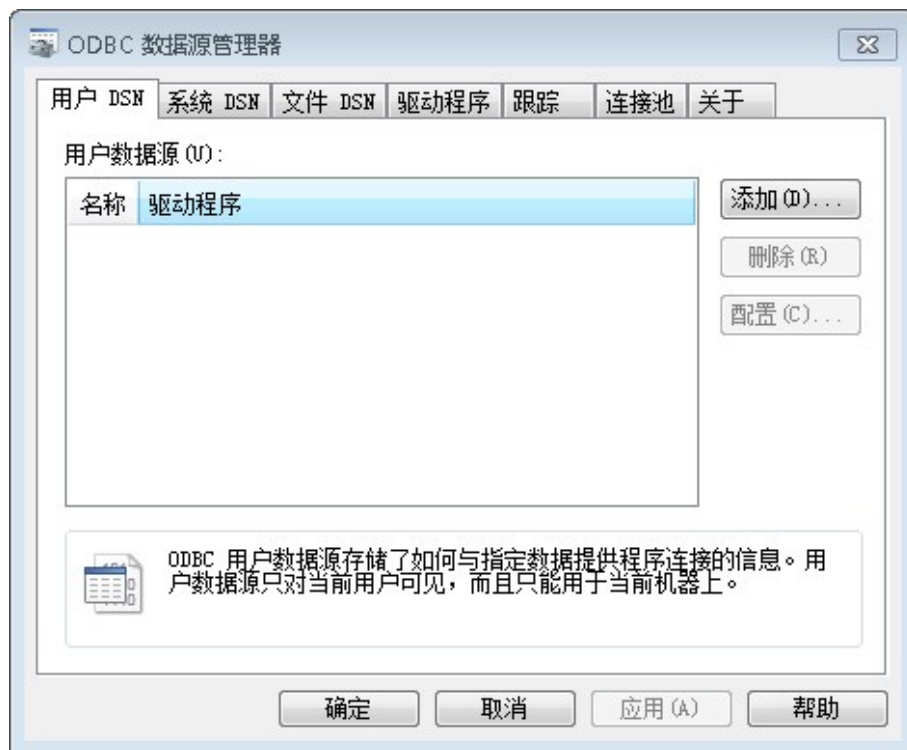 ODBC 数据源管理器
用户 DSN 系统 DSN 文件 DSN 驱动程序 跟踪 连接池 关于
用户数据源(U):
名称 驱动程序
添加(D)...
删除(R)
配置(C)...
ODBC 用户数据源存储了如何与指定数据提供程序连接的信息。用
户数据源只对当前用户可见，而且只能用于当前机器上。
确定 取消 应用(A) 帮助